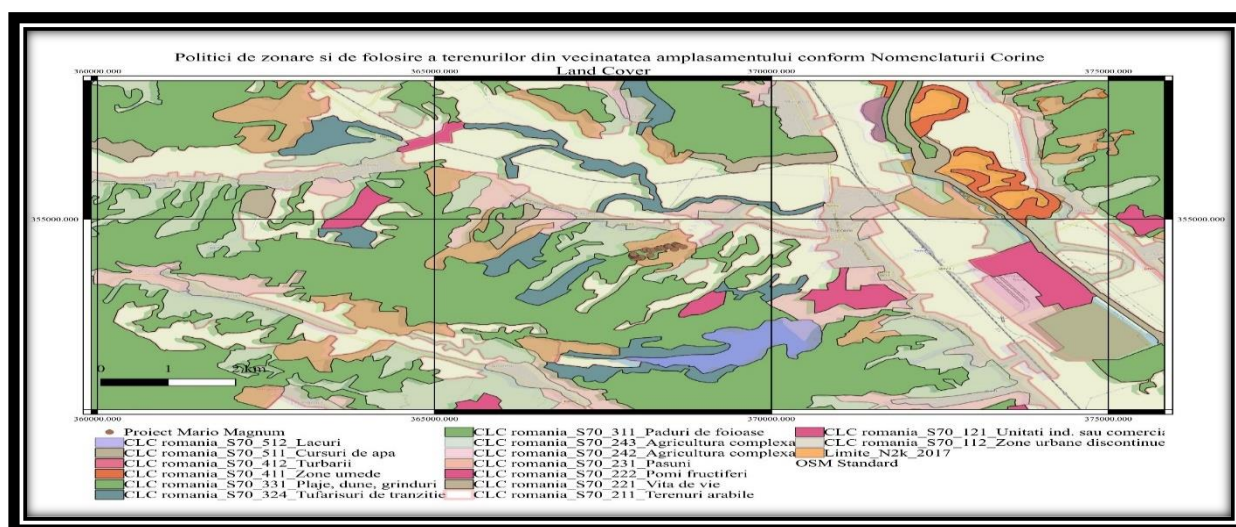 Politici de zonare si de folosire a terenurilor din vecinatatea amplasamentului conform Nomenclaturii Corine
Land Cover
360000.000 365000.000 370000.000 375000.000
355000.000 355000.000
0 1 2 km
360000.000 365000.000 370000.000 375000.000
Proiect Mario Magnum
CLC romania_S70_512_Lacuri
CLC romania_S70_511_Cursuri de apa
CLC romania_S70_412_Turbarii
CLC romania_S70_411_Zone umede
CLC romania_S70_331_Plaje, dune, grinduri
CLC romania_S70_324_Tufarisuri de tranzitie
CLC romania_S70_311_Paduri de foioase
CLC romania_S70_243_Agricultura complexa
CLC romania_S70_242_Agricultura complexa
CLC romania_S70_231_Pasuni
CLC romania_S70_222_Pomi fructiferi
CLC romania_S70_221_Vita de vie
CLC romania_S70_211_Terenuri arabile
CLC romania_S70_121_Unitati ind. sau comercia
CLC romania_S70_112_Zone urbane discontinue
Limite_N2k_2017
OSM Standard